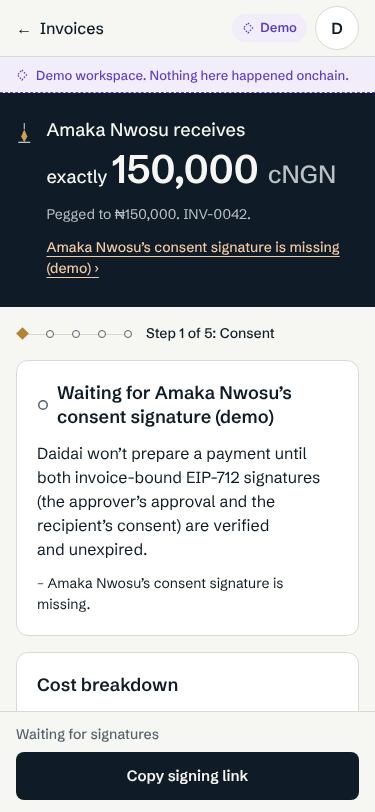 ← Invoices
Demo
D
Demo workspace. Nothing here happened onchain.
Amaka Nwosu receives
exactly 150,000 cNGN
Pegged to ₦150,000. INV-0042.
Amaka Nwosu’s consent signature is missing
(demo) ›
Step 1 of 5: Consent
Waiting for Amaka Nwosu’s
consent signature (demo)
Daidai won’t prepare a payment until
both invoice-bound EIP-712 signatures
(the approver’s approval and the
recipient’s consent) are verified
and unexpired.
– Amaka Nwosu’s consent signature is
missing.
Cost breakdown
Waiting for signatures
Copy signing link